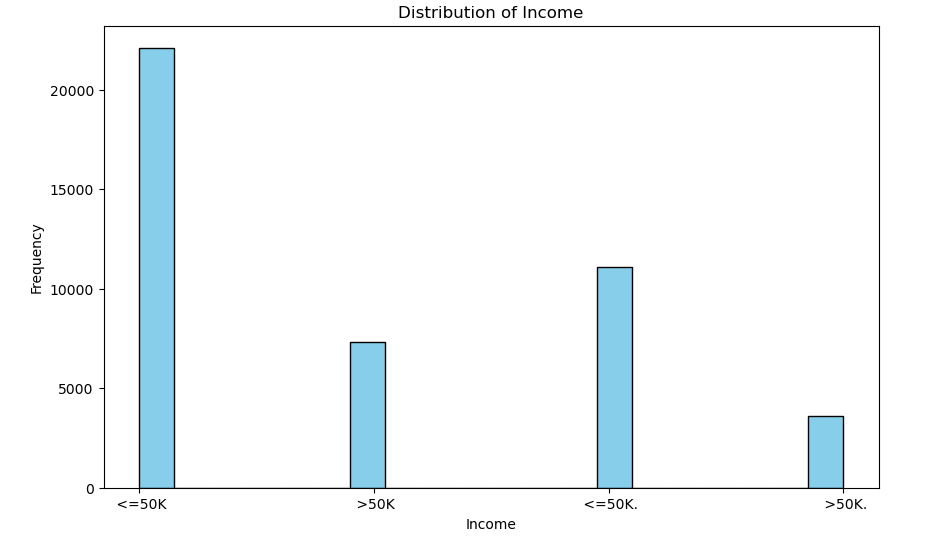 Distribution of Income
20000
15000
10000
5000
0
Frequency
<=50K
>50K
<=50K.
>50K.
Income